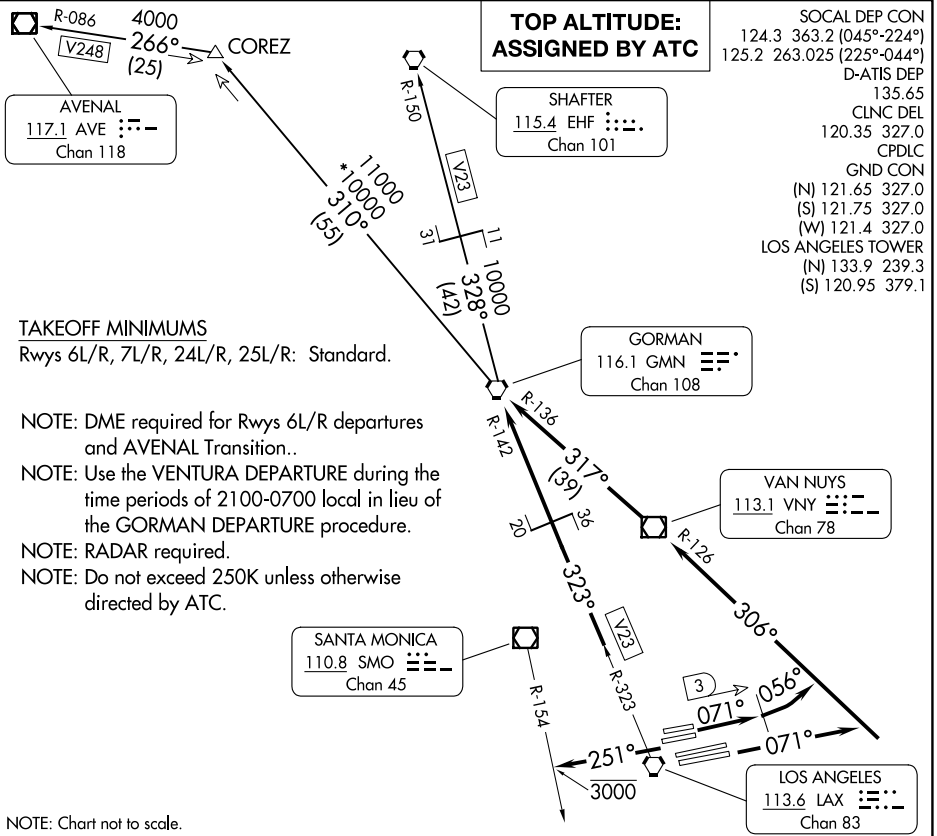 TOP ALTITUDE:
ASSIGNED BY ATC
SOCAL DEP CON
124.3 363.2 (045°-224°)
125.2 263.025 (225°-044°)
D-ATIS DEP
135.65
CLNC DEL
120.35 327.0
CPDLC
GND CON
(N) 121.65 327.0
(S) 121.75 327.0
(W) 121.4 327.0
LOS ANGELES TOWER
(N) 133.9 239.3
(S) 120.95 379.1
R-086
4000
V248
266°
(25)
COREZ
AVENAL
117.1 AVE
Chan 118
R-150
SHAFTER
115.4 EHF
Chan 101
V23
11000
*10000
310°
(55)
31
11
10000
328°
(42)
TAKEOFF MINIMUMS
Rwys 6L/R, 7L/R, 24L/R, 25L/R: Standard.
GORMAN
116.1 GMN
Chan 108
NOTE: DME required for Rwys 6L/R departures
and AVENAL Transition..
NOTE: Use the VENTURA DEPARTURE during the
time periods of 2100-0700 local in lieu of
the GORMAN DEPARTURE procedure.
NOTE: RADAR required.
NOTE: Do not exceed 250K unless otherwise
directed by ATC.
R-142
R-136
317°
(39)
20
36
323°
V23
VAN NUYS
113.1 VNY
Chan 78
R-126
306°
SANTA MONICA
110.8 SMO
Chan 45
R-154
R-323
3
071°
056°
251°
071°
3000
LOS ANGELES
113.6 LAX
Chan 83
NOTE: Chart not to scale.